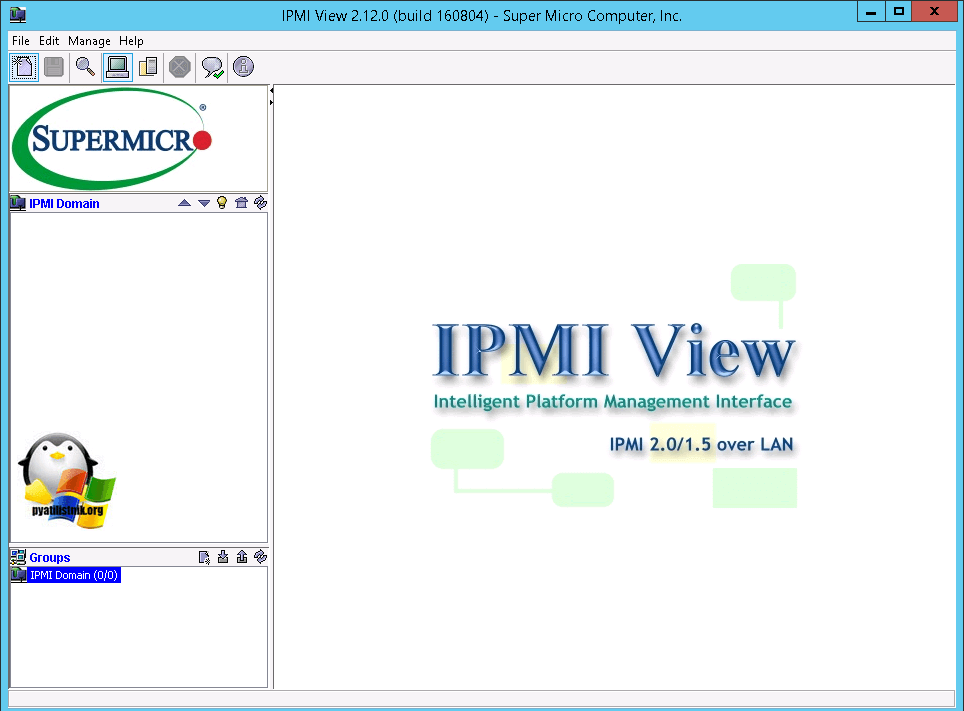 IPMI View 2.12.0 (build 160804) - Super Micro Computer, Inc.
File Edit Manage Help
SUPERMICRO®
IPMI Domain
IPMI View
Intelligent Platform Management Interface
IPMI 2.0/1.5 over LAN
pyatilistnik.org
Groups
IPMI Domain (0/0)